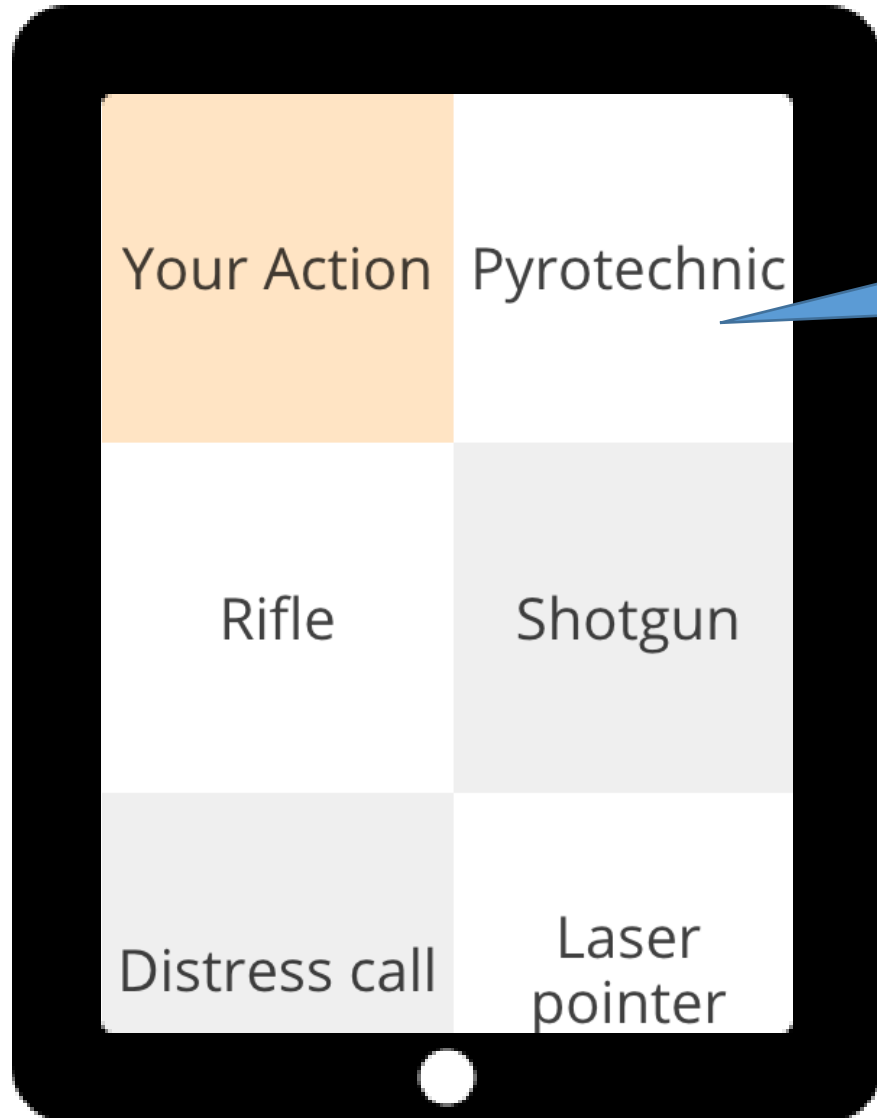 Your Action
Pyrotechnic
Rifle
Shotgun
Distress call
Laser
pointer